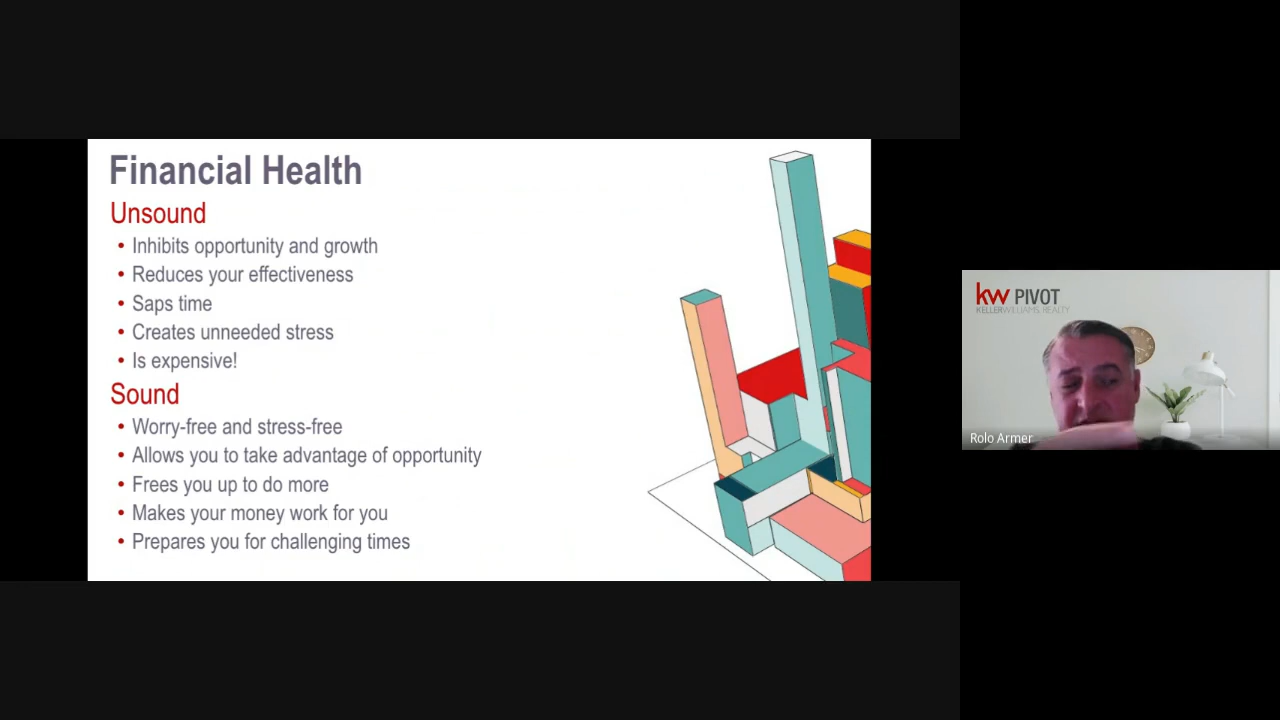 Financial Health
Unsound
• Inhibits opportunity and growth
• Reduces your effectiveness
• Saps time
• Creates unneeded stress
• Is expensive!
Sound
• Worry-free and stress-free
• Allows you to take advantage of opportunity
• Frees you up to do more
• Makes your money work for you
• Prepares you for challenging times
kw PIVOT
KELLERWILLIAMS. REALTY
Rolo Armer